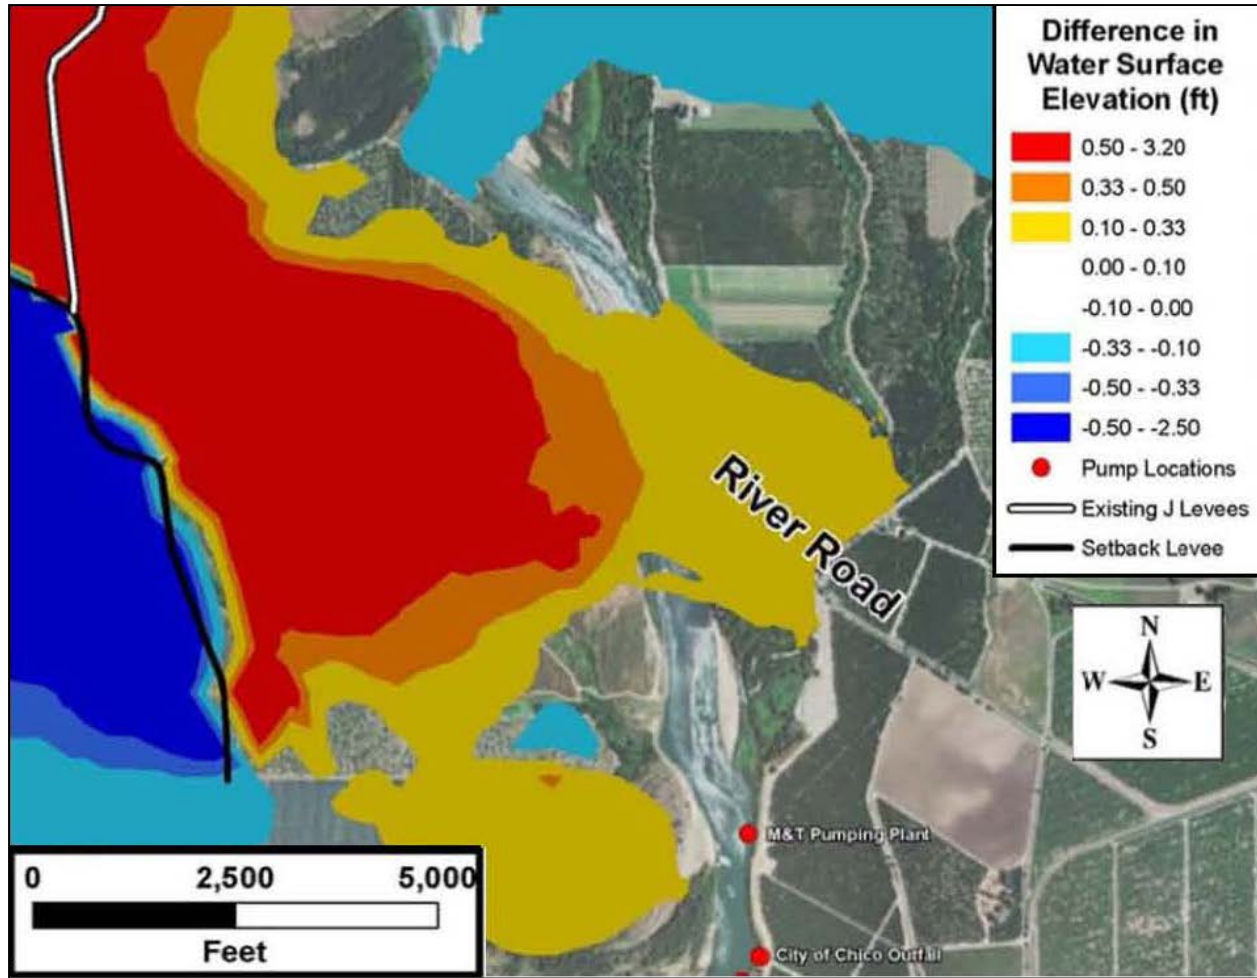 Difference in
Water Surface
Elevation (ft)
0.50 - 3.20
0.33 - 0.50
0.10 - 0.33
0.00 - 0.10
-0.10 - 0.00
-0.33 - -0.10
-0.50 - -0.33
-0.50 - -2.50
Pump Locations
Existing J Levees
Setback Levee
River Road
N
W E
S
M&T Pumping Plant
City of Chico Outfall
0 2,500 5,000
Feet